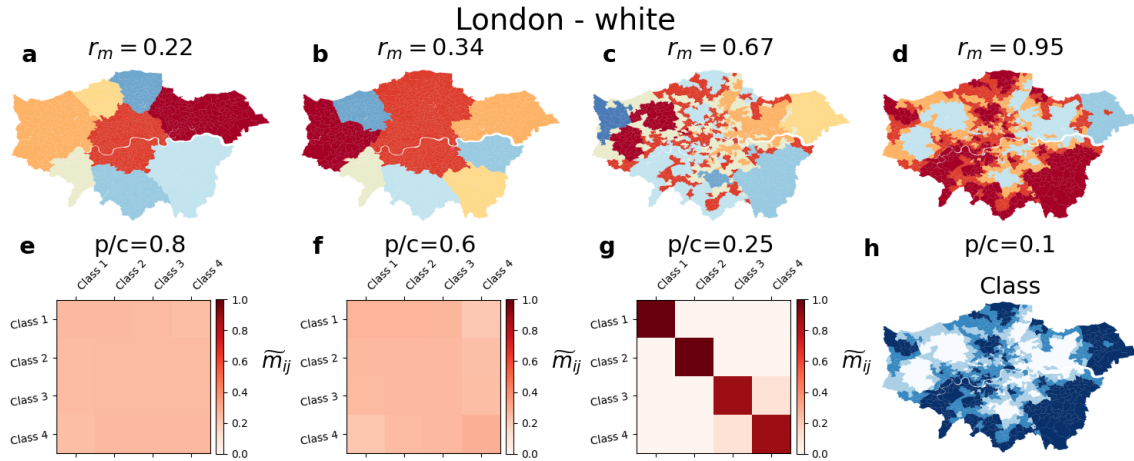 London - white
a
r_m = 0.22
b
r_m = 0.34
c
r_m = 0.67
d
r_m = 0.95
e
p/c=0.8
f
p/c=0.6
g
p/c=0.25
h
p/c=0.1
Class 1
Class 2
Class 3
Class 4
Class 1
Class 2
Class 3
Class 4
1.0
0.8
0.6
0.4
0.2
0.0
m̃_ij
Class 1
Class 2
Class 3
Class 4
Class 1
Class 2
Class 3
Class 4
1.0
0.8
0.6
0.4
0.2
0.0
m̃_ij
Class 1
Class 2
Class 3
Class 4
Class 1
Class 2
Class 3
Class 4
1.0
0.8
0.6
0.4
0.2
0.0
m̃_ij
Class